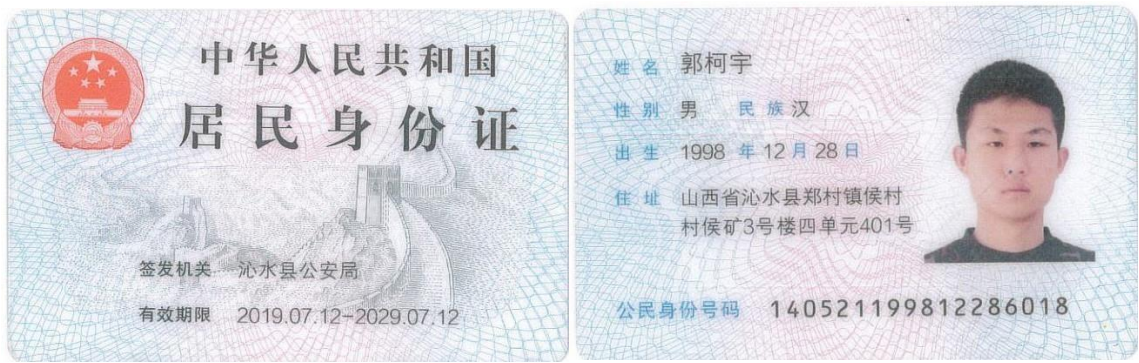 中华人民共和国
居民身份证
签发机关 沁水县公安局
有效期限 2019.07.12-2029.07.12
姓名 郭柯宇
性别 男 民族 汉
出生 1998 年 12 月 28 日
住址 山西省沁水县郑村镇侯村
村侯矿3号楼四单元401号
公民身份号码 140521199812286018